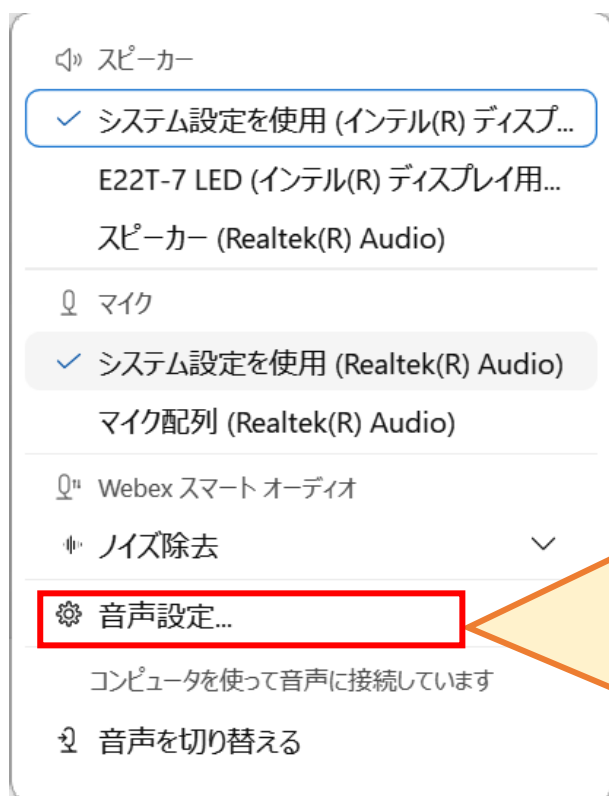 スピーカー
システム設定を使用 (インテル(R) ディスプ...
E22T-7 LED (インテル(R) ディスプレイ用...
スピーカー (Realtek(R) Audio)
マイク
システム設定を使用 (Realtek(R) Audio)
マイク配列 (Realtek(R) Audio)
Webex スマート オーディオ
ノイズ除去
音声設定...
コンピュータを使って音声に接続しています
音声を切り替える